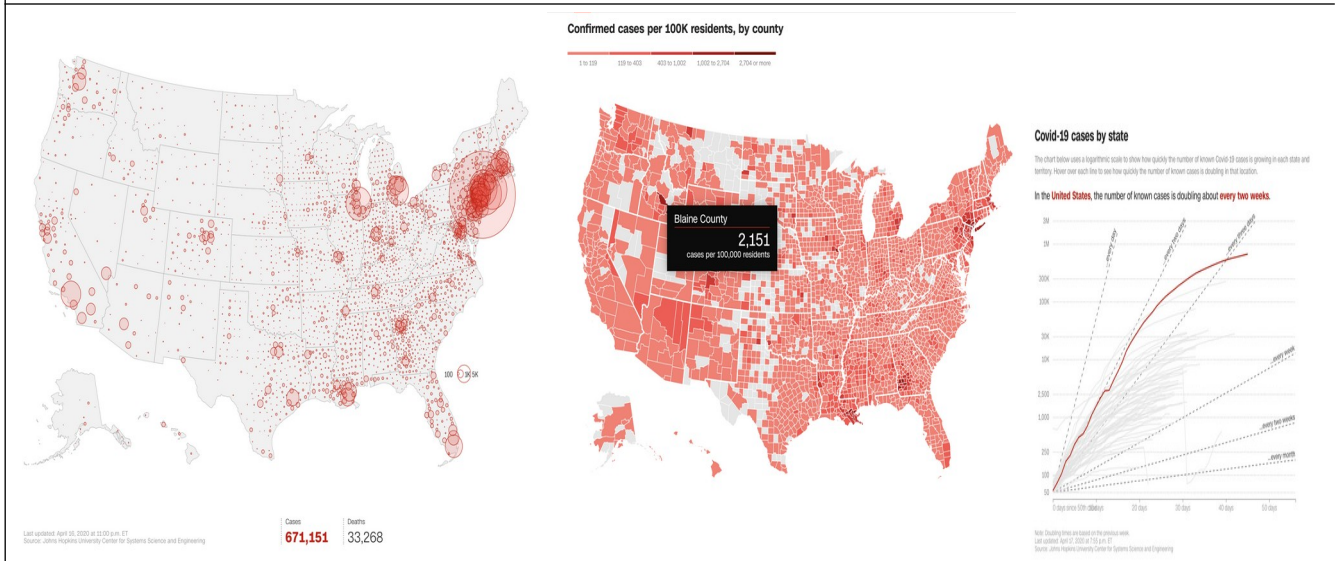 Confirmed cases per 100K residents, by county
1 to 119 119 to 403 403 to 1,002 1,002 to 2,704 2,704 or more
Blaine County
2,151
cases per 100,000 residents
100 1K 5K
Cases Deaths
671,151 33,268
Last updated: April 16, 2020 at 11:00 p.m. ET
Source: Johns Hopkins University Center for Systems Science and Engineering
Covid-19 cases by state
The chart below uses a logarithmic scale to show how quickly the number of known Covid-19 cases is growing in each state and
territory. Hover over each line to see how quickly the number of known cases is doubling in that location.
In the United States, the number of known cases is doubling about every two weeks.
every day
every two days
every three days
1M
100K
10K
...every week
2,500
1,000
...every two weeks
250
...every month
50
0 days since 50th 20 days 30 days 40 days 50 days
Note: Doubling times are based on the previous week.
Last updated: April 17, 2020 at ET
Source: Johns Hopkins University Center for Systems Science and Engineering